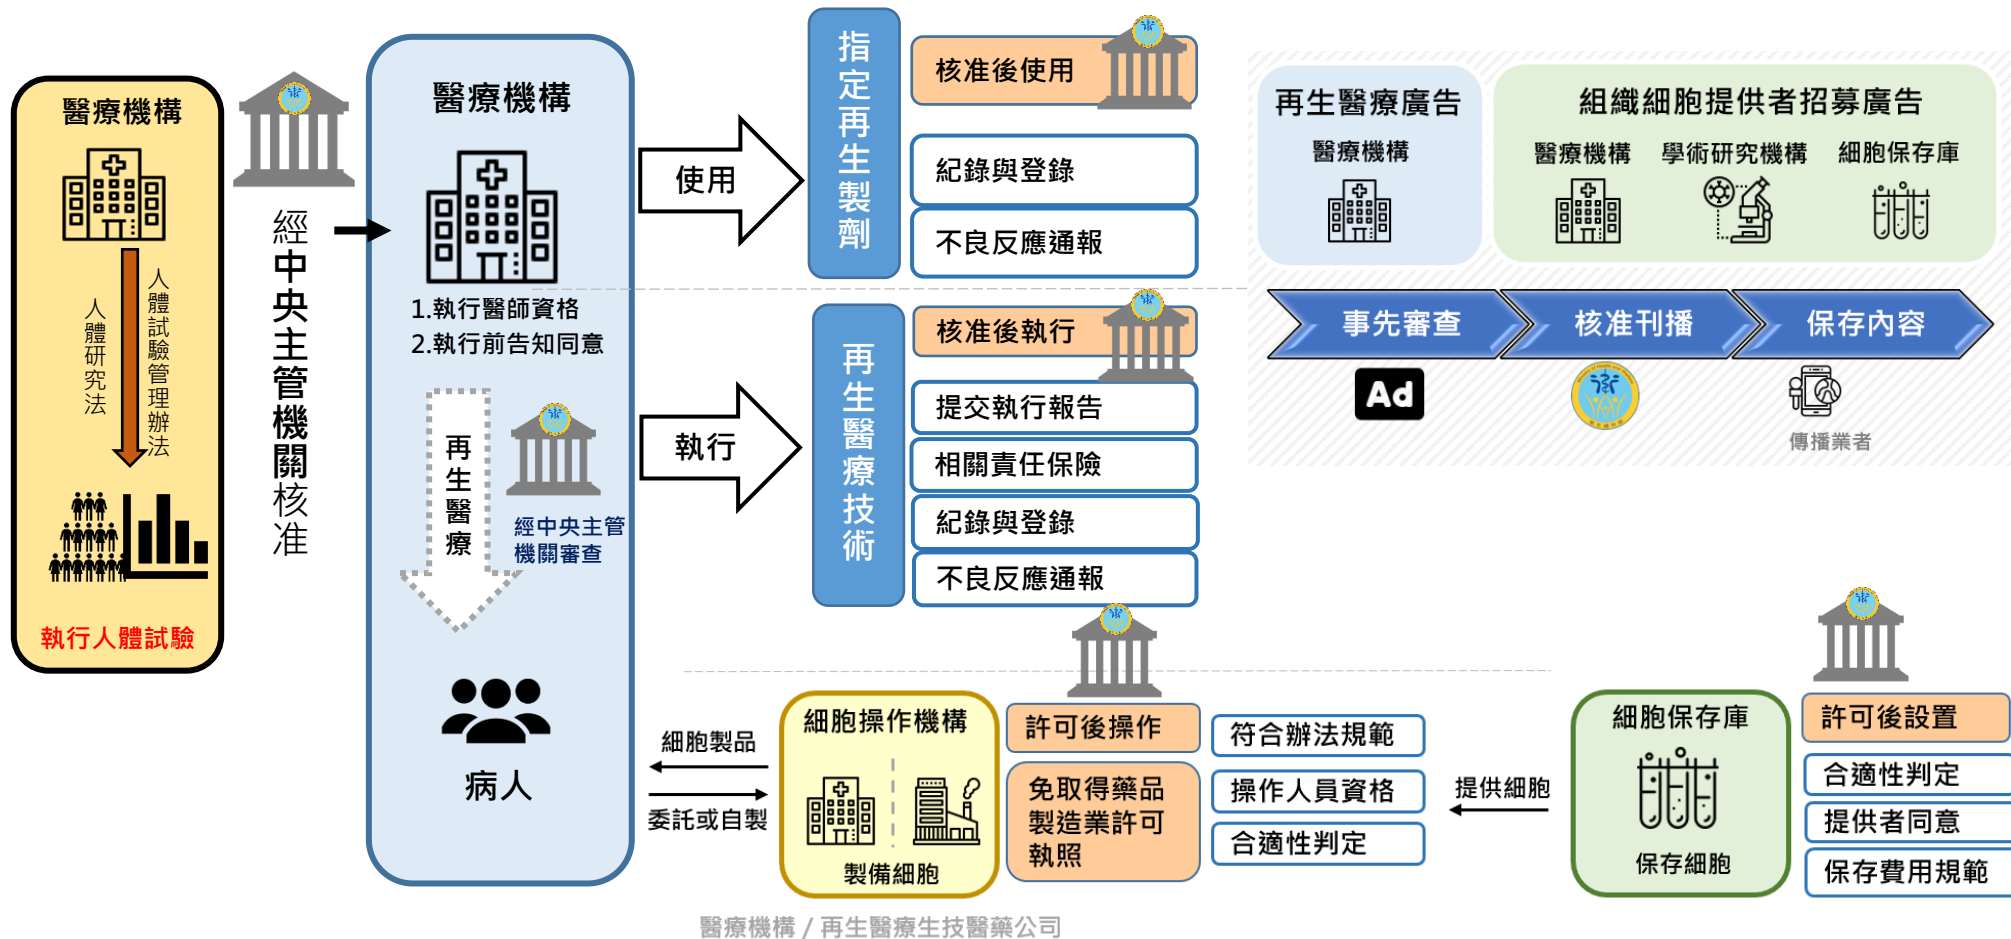 醫療機構
人體試驗管理辦法
人體研究法
執行人體試驗
經中央主管機關核准
醫療機構
1.執行醫師資格
2.執行前告知同意
再生醫療
經中央主管
機關審查
病人
使用
指定再生製劑
核准後使用
紀錄與登錄
不良反應通報
執行
再生醫療技術
核准後執行
提交執行報告
相關責任保險
紀錄與登錄
不良反應通報
再生醫療廣告
醫療機構
組織細胞提供者招募廣告
醫療機構
學術研究機構
細胞保存庫
事先審查
核准刊播
保存內容
Ad
傳播業者
細胞製品
委託或自製
細胞操作機構
製備細胞
醫療機構 / 再生醫療生技醫藥公司
許可後操作
免取得藥品
製造業許可
執照
符合辦法規範
操作人員資格
合適性判定
提供細胞
細胞保存庫
保存細胞
許可後設置
合適性判定
提供者同意
保存費用規範